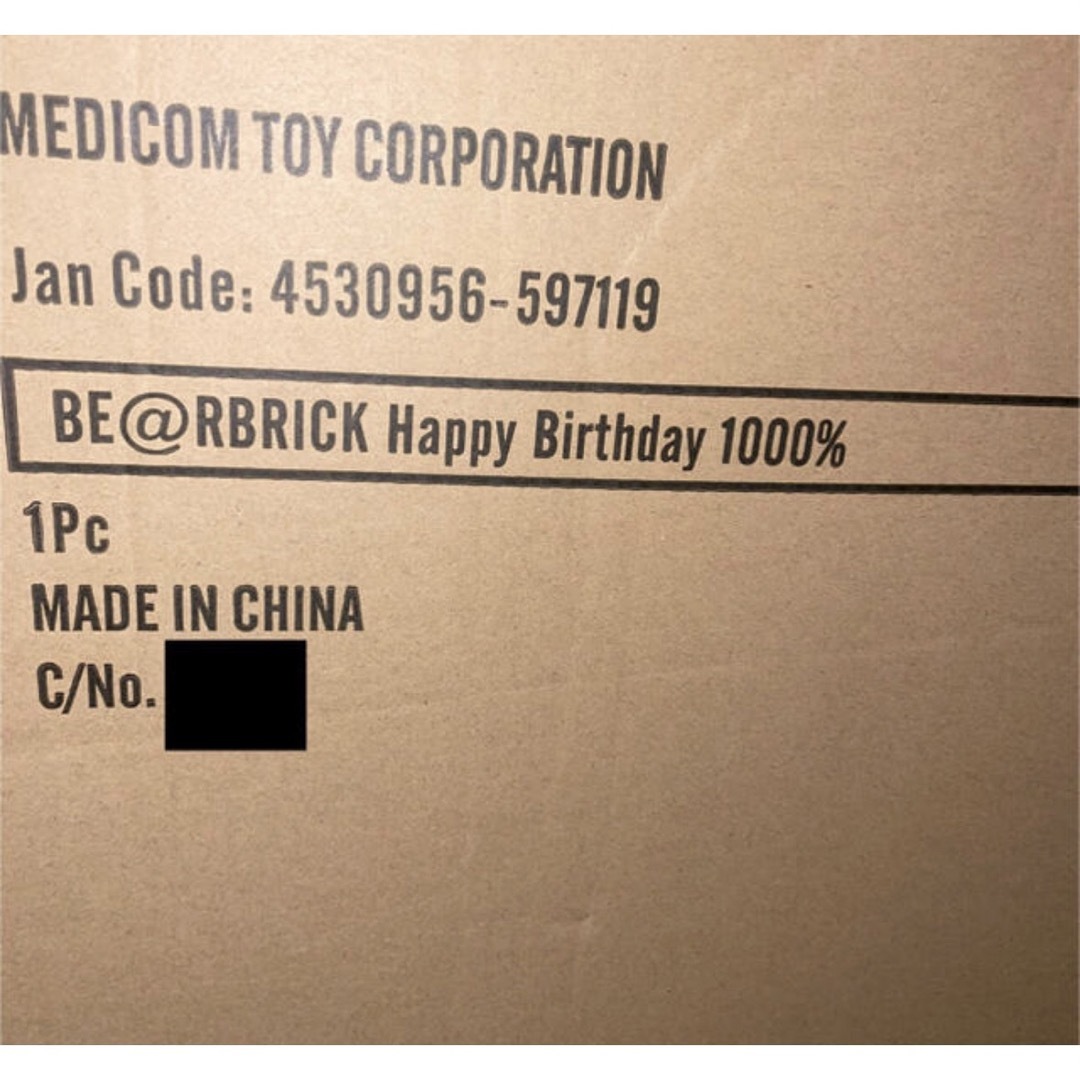 MEDICOM TOY CORPORATION
Jan Code: 4530956-597119
BE@RBRICK Happy Birthday 1000%
1Pc
MADE IN CHINA
C/No.